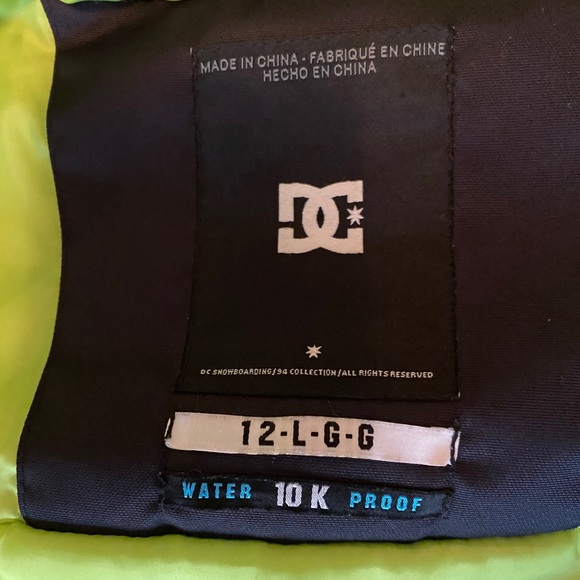 MADE IN CHINA - FABRIQUÉ EN CHINE
HECHO EN CHINA
DC
DC SNOWBOARDING/94 COLLECTION/ALL RIGHTS RESERVED
12-L-G-G
WATER 10 K PROOF